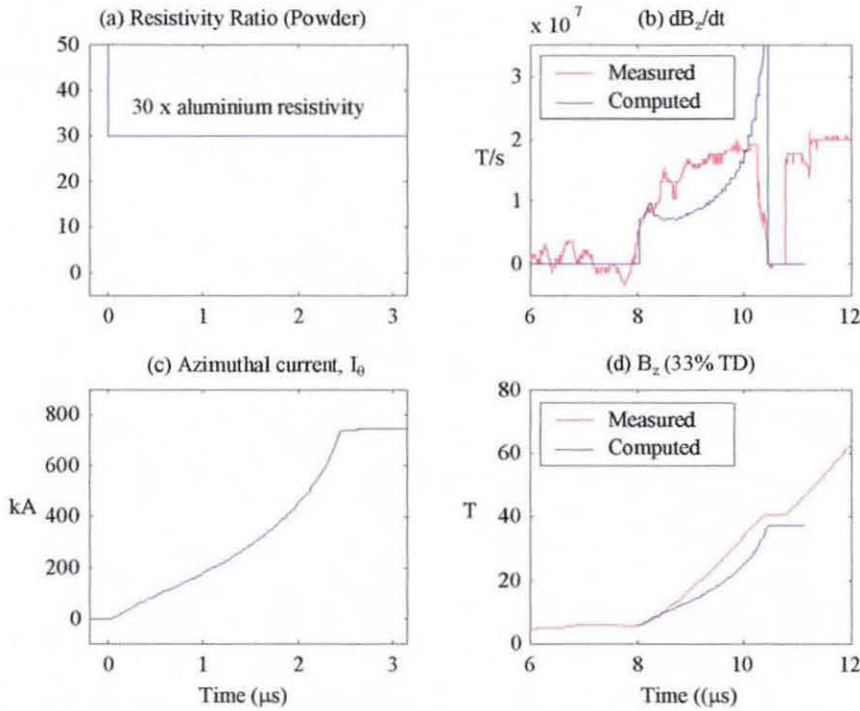 (a) Resistivity Ratio (Powder)
50
40
30
20
10
0
30 x aluminium resistivity
0 1 2 3
(b) dBz/dt
x 10^7
3
2
T/s
1
0
Measured
Computed
6 8 10 12
(c) Azimuthal current, Iθ
800
600
kA
400
200
0
0 1 2 3
Time (μs)
(d) Bz (33% TD)
80
60
T
40
20
0
Measured
Computed
6 8 10 12
Time ((μs)